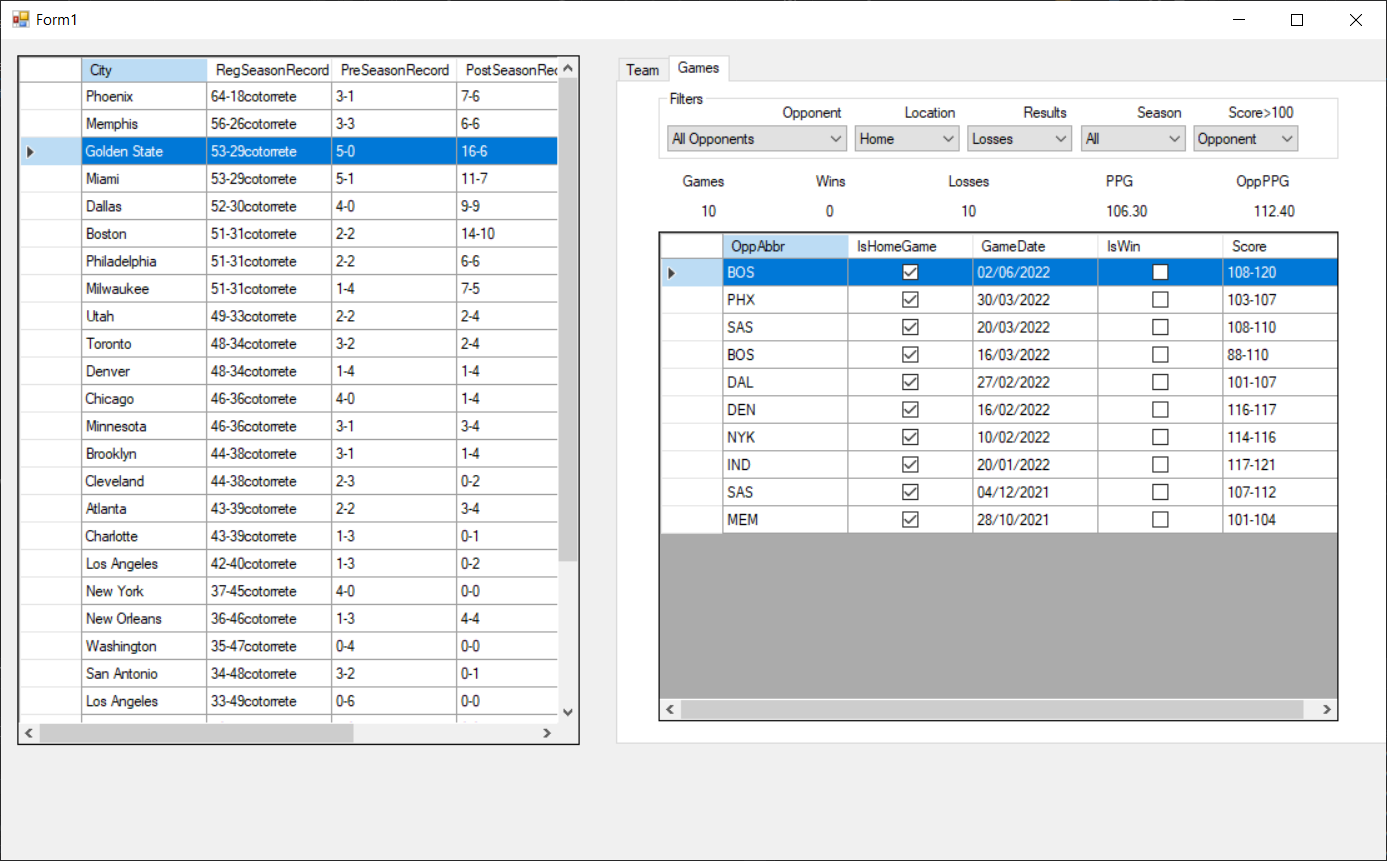 Form1
City RegSeasonRecord PreSeasonRecord PostSeasonRec
Phoenix 64-18cotorrete 3-1 7-6
Memphis 56-26cotorrete 3-3 6-6
Golden State 53-29cotorrete 5-0 16-6
Miami 53-29cotorrete 5-1 11-7
Dallas 52-30cotorrete 4-0 9-9
Boston 51-31cotorrete 2-2 14-10
Philadelphia 51-31cotorrete 2-2 6-6
Milwaukee 51-31cotorrete 1-4 7-5
Utah 49-33cotorrete 2-2 2-4
Toronto 48-34cotorrete 3-2 2-4
Denver 48-34cotorrete 1-4 1-4
Chicago 46-36cotorrete 4-0 1-4
Minnesota 46-36cotorrete 3-1 3-4
Brooklyn 44-38cotorrete 3-1 1-4
Cleveland 44-38cotorrete 2-3 0-2
Atlanta 43-39cotorrete 2-2 3-4
Charlotte 43-39cotorrete 1-3 0-1
Los Angeles 42-40cotorrete 1-3 0-2
New York 37-45cotorrete 4-0 0-0
New Orleans 36-46cotorrete 1-3 4-4
Washington 35-47cotorrete 0-4 0-0
San Antonio 34-48cotorrete 3-2 0-1
Los Angeles 33-49cotorrete 0-6 0-0
Team Games
Filters
Opponent Location Results Season Score>100
All Opponents Home Losses All Opponent
Games Wins Losses PPG OppPPG
10 0 10 106.30 112.40
OppAbbr IsHomeGame GameDate IsWin Score
BOS 02/06/2022 108-120
PHX 30/03/2022 103-107
SAS 20/03/2022 108-110
BOS 16/03/2022 88-110
DAL 27/02/2022 101-107
DEN 16/02/2022 116-117
NYK 10/02/2022 114-116
IND 20/01/2022 117-121
SAS 04/12/2021 107-112
MEM 28/10/2021 101-104